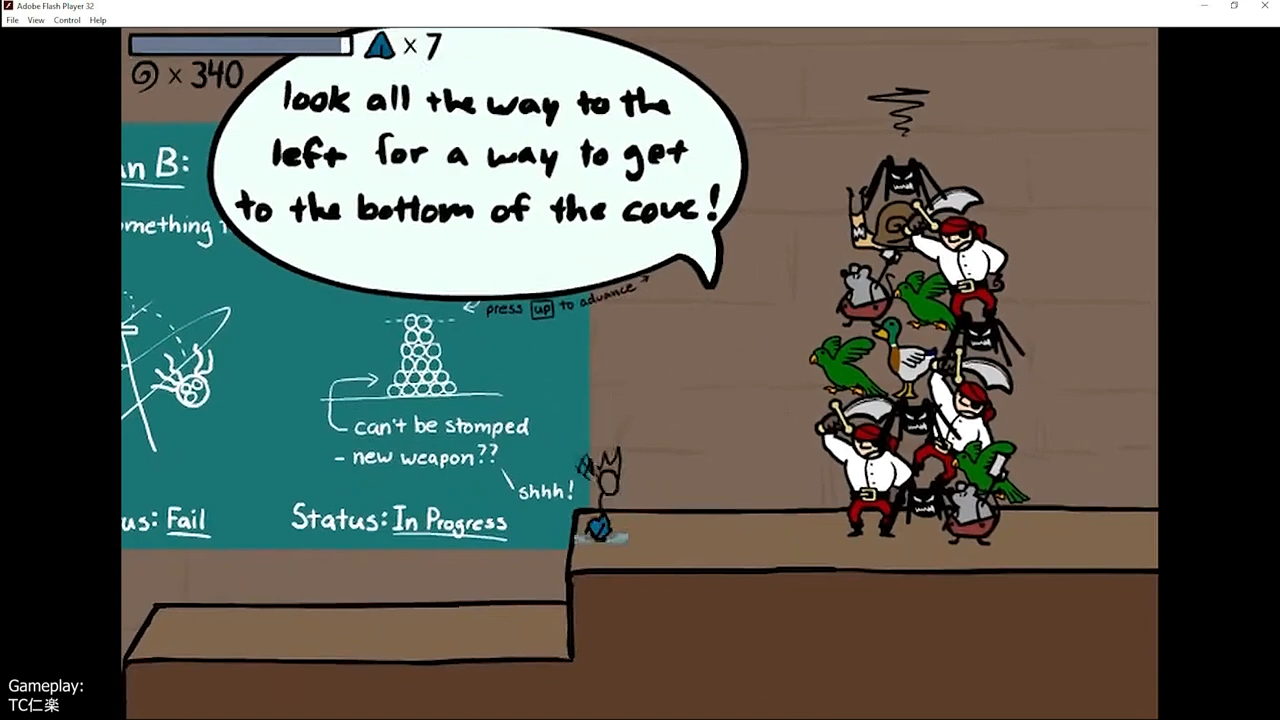 Adobe Flash Player 32
File View Control Help
× 7
× 340
look all the way to the
left for a way to get
to the bottom of the cove!
an B:
omething
press up to advance
can't be stomped
- new weapon??
shhh!
us: Fail
Status: In Progress
Gameplay:
TC仁楽